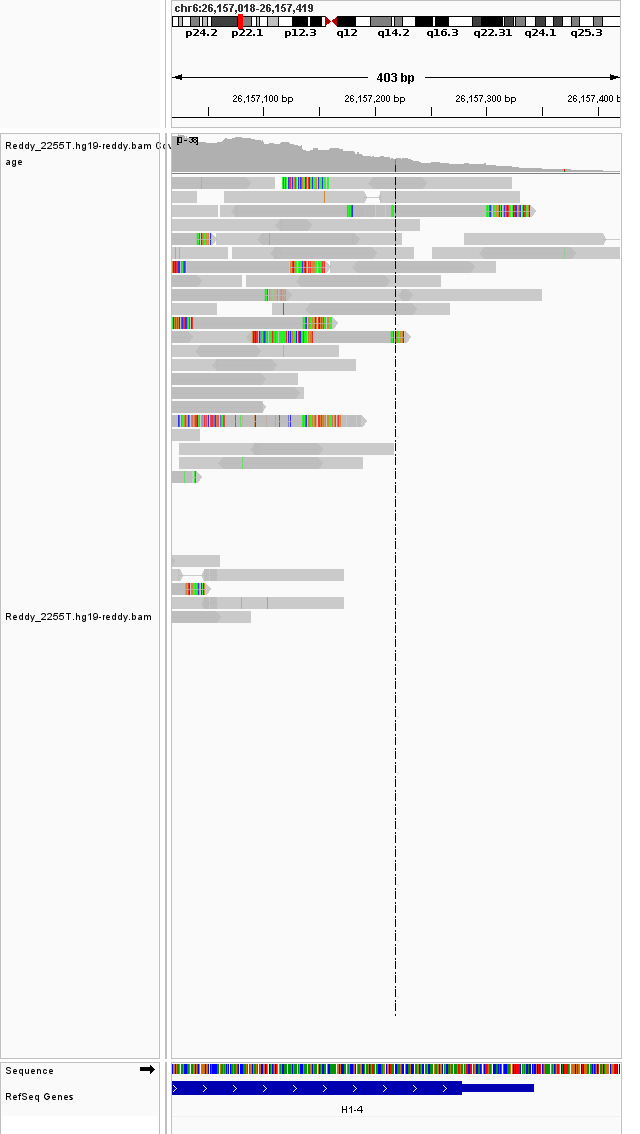 chr6:26,157,018-26,157,419
p24.2 p22.1 p12.3 q12 q14.2 q16.3 q22.31 q24.1 q25.3
403 bp
26,157,100 bp 26,157,200 bp 26,157,300 bp 26,157,400 b
Reddy_2255T.hg19-reddy.bam Cov
age
Reddy_2255T.hg19-reddy.bam
Sequence
RefSeq Genes
H1-4